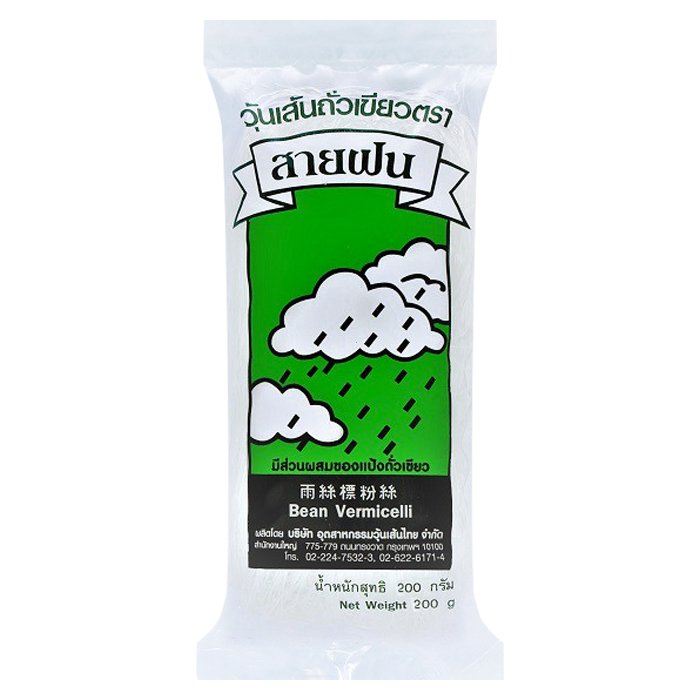 วุ้นเส้นถั่วเขียวตรา
สายฝน
มีส่วนผสมของแป้งถั่วเขียว
雨絲標粉絲
Bean Vermicelli
ผลิตโดย บริษัท อุตสาหกรรมวุ้นเส้นไทย จำกัด
สำนักงานใหญ่ 775-779 ถนนทรงวาด กรุงเทพฯ 10100
โทร. 02-224-7532-3, 02-622-6171-4
น้ำหนักสุทธิ 200 กรัม
Net Weight 200 g